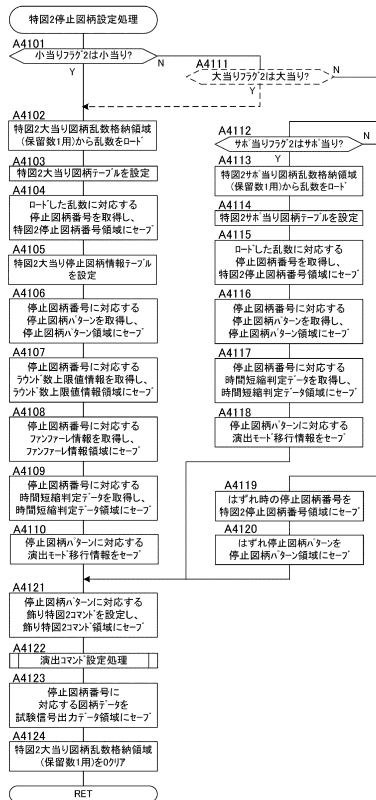 特図2停止図柄設定処理
A4101
小当りフラグ2は小当り?
N
Y
A4111
大当りフラグ2は大当り?
N
Y
A4102
特図2大当り図柄乱数格納領域
(保留数1用)から乱数をロード
A4103
特図2大当り図柄テーブルを設定
A4104
ロードした乱数に対応する
停止図柄番号を取得し、
特図2停止図柄番号領域にセーブ
A4105
特図2大当り停止図柄情報テーブル
を設定
A4106
停止図柄番号に対応する
停止図柄パターンを取得し、
停止図柄パターン領域にセーブ
A4107
停止図柄番号に対応する
ラウンド数上限値情報を取得し、
ラウンド数上限値情報領域にセーブ
A4108
停止図柄番号に対応する
ファンファーレ情報を取得し、
ファンファーレ情報領域にセーブ
A4109
停止図柄番号に対応する
時間短縮判定データを取得し、
時間短縮判定データ領域にセーブ
A4110
停止図柄パターンに対応する
演出モード移行情報をセーブ
A4112
サポ当りフラグ2はサポ当り?
N
Y
A4113
特図2サポ当り図柄乱数格納領域
(保留数1用)から乱数をロード
A4114
特図2サポ当り図柄テーブルを設定
A4115
ロードした乱数に対応する
停止図柄番号を取得し、
特図2停止図柄番号領域にセーブ
A4116
停止図柄番号に対応する
停止図柄パターンを取得し、
停止図柄パターン領域にセーブ
A4117
停止図柄番号に対応する
時間短縮判定データを取得し、
時間短縮判定データ領域にセーブ
A4118
停止図柄パターンに対応する
演出モード移行情報をセーブ
A4119
はずれ時の停止図柄番号を
特図2停止図柄番号領域にセーブ
A4120
はずれ停止図柄パターンを
停止図柄パターン領域にセーブ
A4121
停止図柄パターンに対応する
飾り特図2コマンドを設定し、
飾り特図2コマンド領域にセーブ
A4122
演出コマンド設定処理
A4123
停止図柄番号に
対応する図柄データを
試験信号出力データ領域にセーブ
A4124
特図2大当り図柄乱数格納領域
(保留数1用)を0クリア
RET